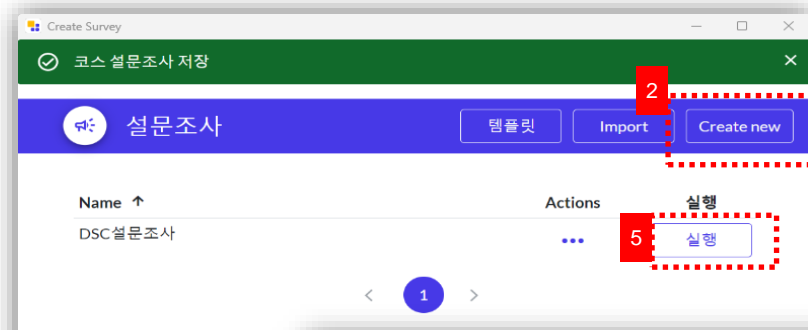 Create Survey
코스 설문조사 저장
2
설문조사 템플릿 Import Create new
Name ↑ Actions 실행
DSC설문조사 ••• 5 실행
< 1 >